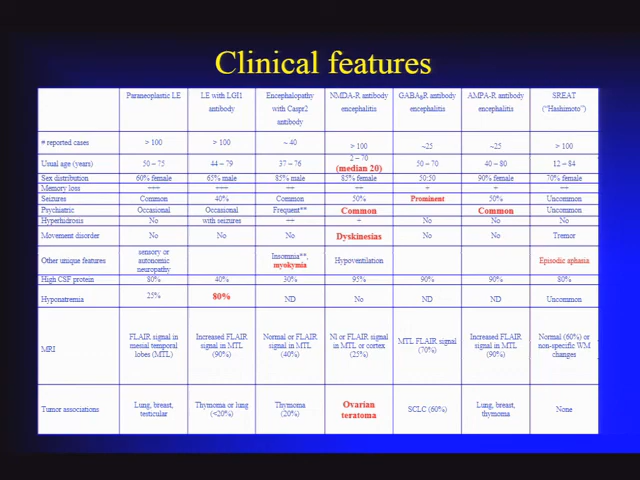 Clinical features
Paraneoplastic LE | LE with LGI1 antibody | Encephalopathy with Caspr2 antibody | NMDA-R antibody encephalitis | GABA_BR antibody encephalitis | AMPA-R antibody encephalitis | SREAT ("Hashimoto")
# reported cases | > 100 | > 100 | ~ 40 | > 100 | ~25 | ~25 | > 100
Usual age (years) | 50 – 75 | 44 – 79 | 37 – 76 | 2 – 70 (median 20) | 50 – 70 | 40 – 80 | 12 – 84
Sex distribution | 60% female | 65% male | 85% male | 85% female | 50:50 | 90% female | 70% female
Memory loss | +++ | +++ | ++ | ++ | + | + | ++
Seizures | Common | 40% | Common | 50% | Prominent | 50% | Uncommon
Psychiatric | Occasional | Occasional | Frequent** | Common | | Common | Uncommon
Hyperhidrosis | No | with seizures | ++ | + | No | No | No
Movement disorder | No | No | No | Dyskinesias | No | No | Tremor
Other unique features | sensory or autonomic neuropathy | | Insomnia**, myokymia | Hypoventilation | | | Episodic aphasia
High CSF protein | 80% | 40% | 30% | 95% | 90% | 90% | 80%
Hyponatremia | 25% | 80% | ND | No | ND | ND | Uncommon
MRI | FLAIR signal in mesial temporal lobes (MTL) | Increased FLAIR signal in MTL (90%) | Normal or FLAIR signal in MTL (40%) | Nl or FLAIR signal in MTL or cortex (25%) | MTL FLAIR signal (70%) | Increased FLAIR signal in MTL (90%) | Normal (60%) or non-specific WM changes
Tumor associations | Lung, breast, testicular | Thymoma or lung (<20%) | Thymoma (20%) | Ovarian teratoma | SCLC (60%) | Lung, breast, thymoma | None